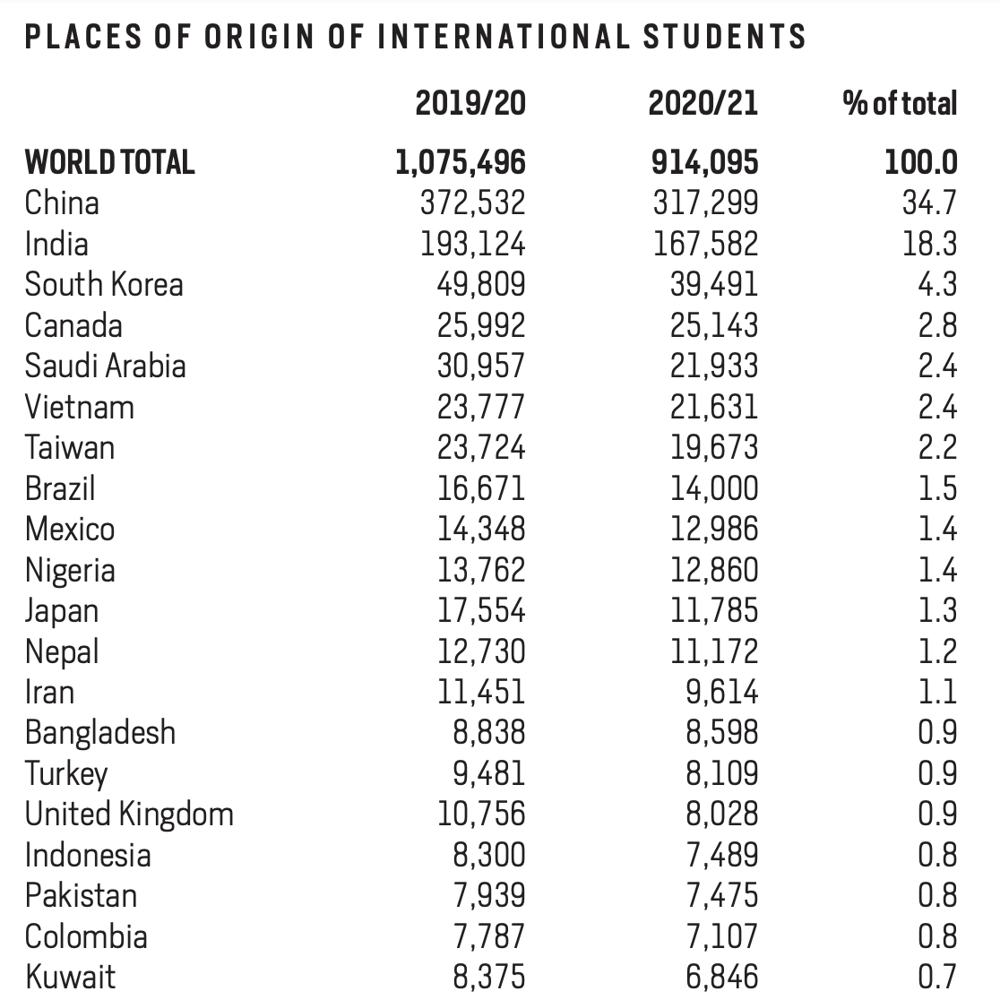 PLACES OF ORIGIN OF INTERNATIONAL STUDENTS
2019/20 2020/21 % of total
WORLD TOTAL 1,075,496 914,095 100.0
China 372,532 317,299 34.7
India 193,124 167,582 18.3
South Korea 49,809 39,491 4.3
Canada 25,992 25,143 2.8
Saudi Arabia 30,957 21,933 2.4
Vietnam 23,777 21,631 2.4
Taiwan 23,724 19,673 2.2
Brazil 16,671 14,000 1.5
Mexico 14,348 12,986 1.4
Nigeria 13,762 12,860 1.4
Japan 17,554 11,785 1.3
Nepal 12,730 11,172 1.2
Iran 11,451 9,614 1.1
Bangladesh 8,838 8,598 0.9
Turkey 9,481 8,109 0.9
United Kingdom 10,756 8,028 0.9
Indonesia 8,300 7,489 0.8
Pakistan 7,939 7,475 0.8
Colombia 7,787 7,107 0.8
Kuwait 8,375 6,846 0.7